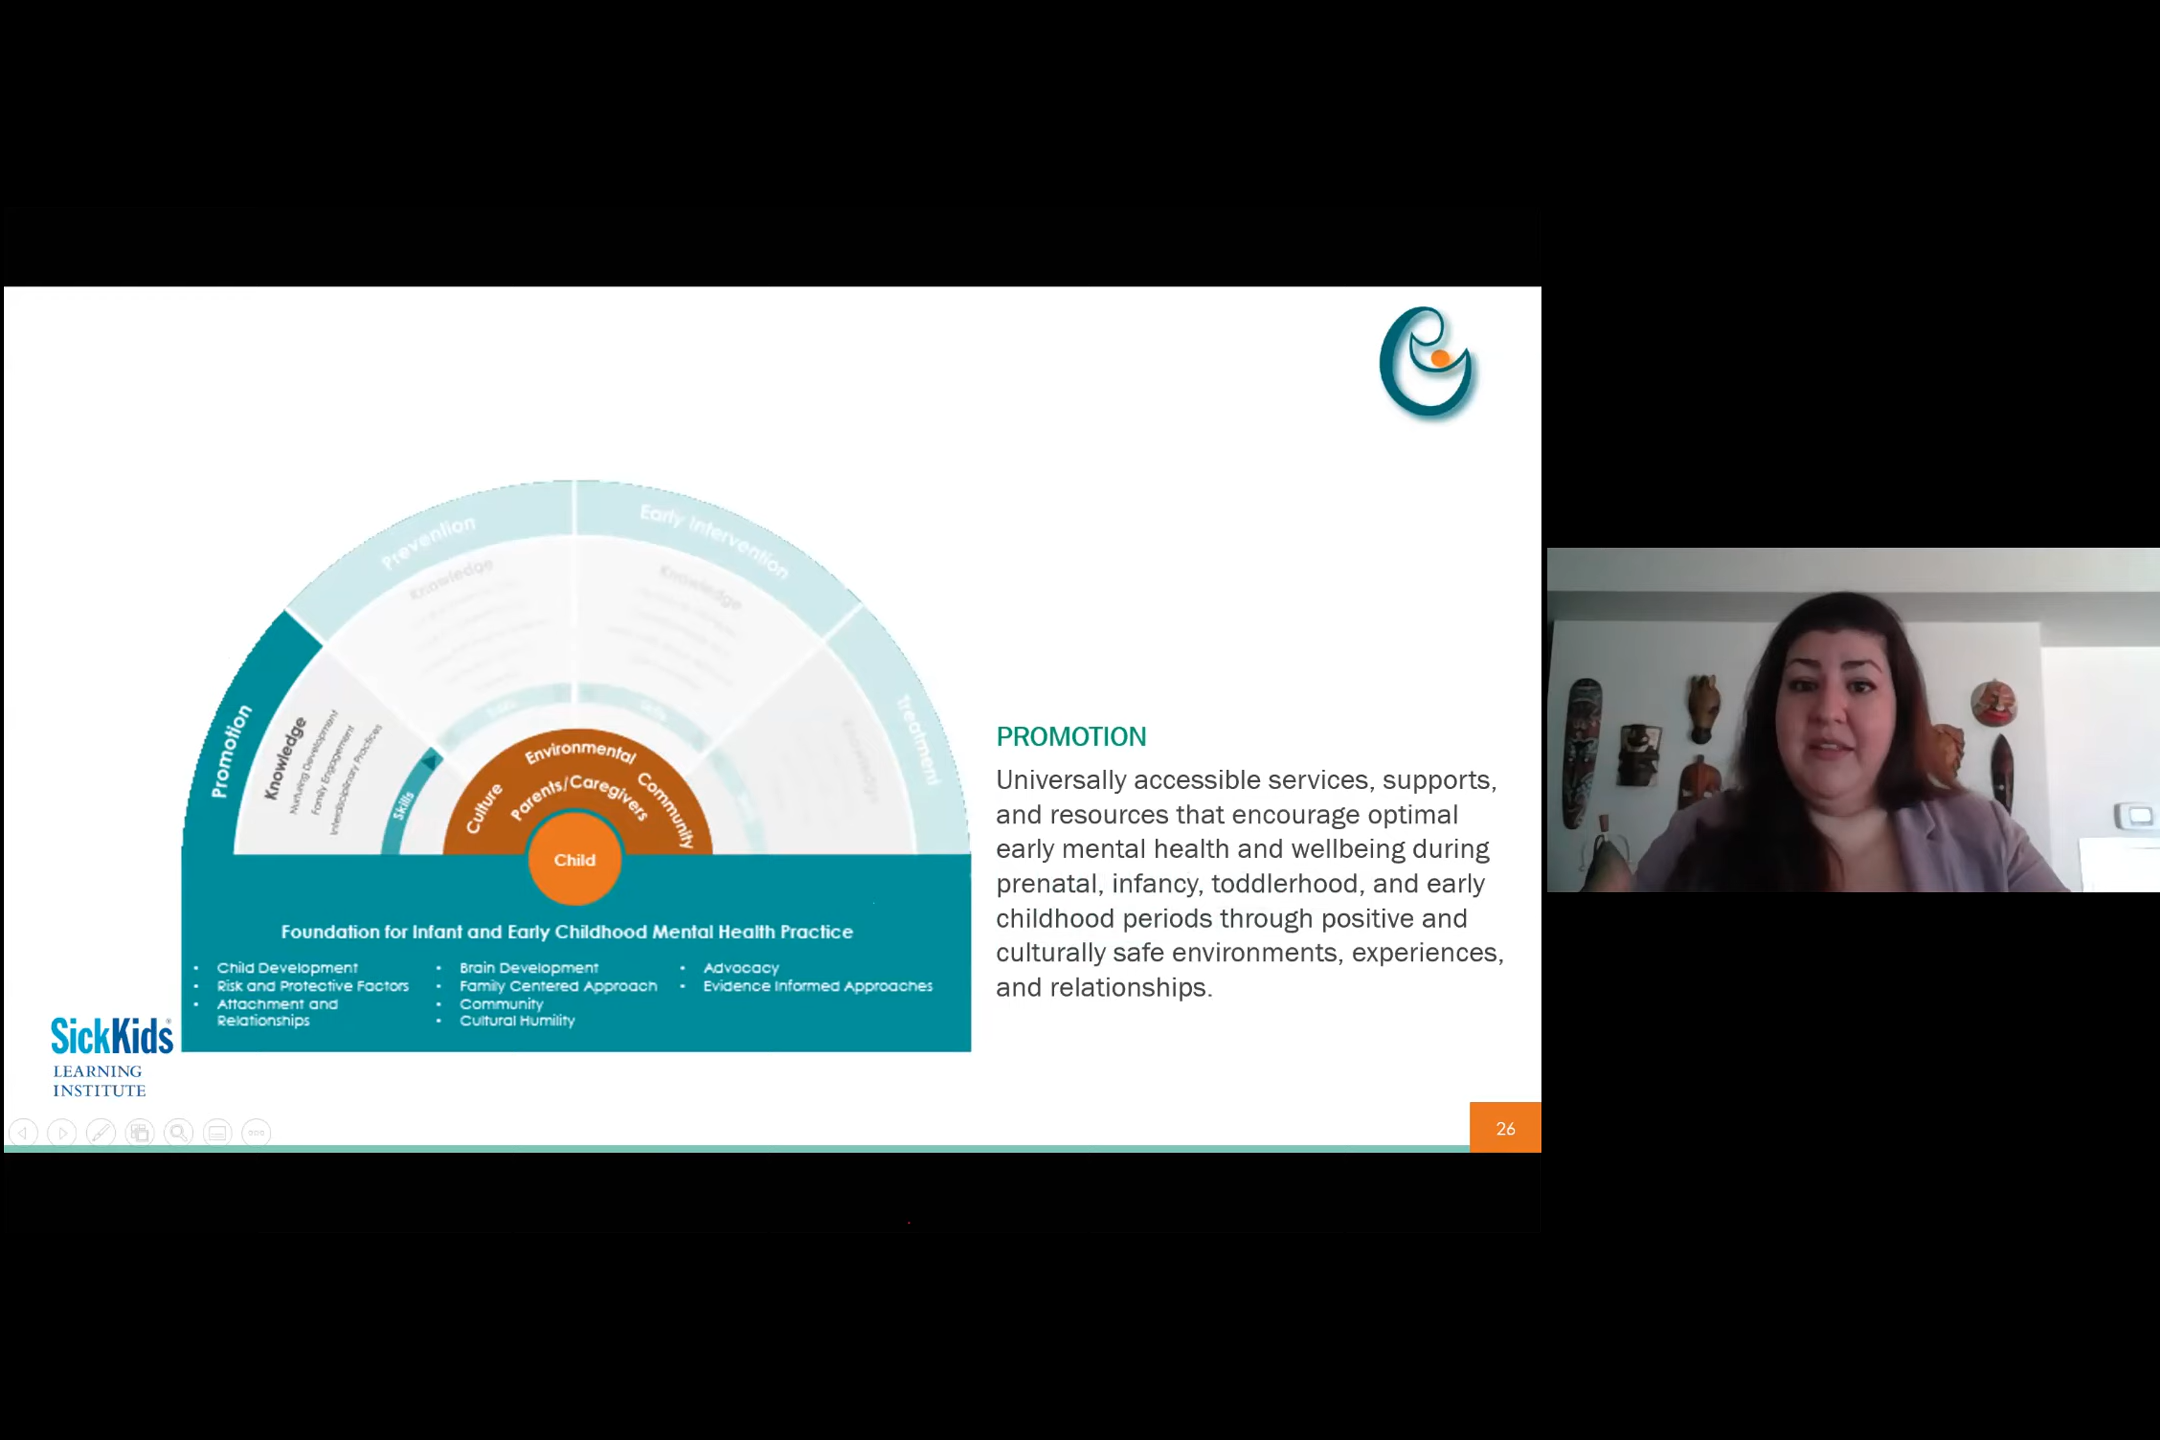 Prevention
Early Intervention
Knowledge
Knowledge
Promotion
Knowledge
Nurturing Development
Family Engagement
Interdisciplinary Practices
Skills
Skills
Treatment
Knowledge
Environmental
Culture
Parents/Caregivers
Community
Child
Foundation for Infant and Early Childhood Mental Health Practice
• Child Development
• Risk and Protective Factors
• Attachment and
Relationships
• Brain Development
• Family Centered Approach
• Community
• Cultural Humility
• Advocacy
• Evidence Informed Approaches
PROMOTION
Universally accessible services, supports,
and resources that encourage optimal
early mental health and wellbeing during
prenatal, infancy, toddlerhood, and early
childhood periods through positive and
culturally safe environments, experiences,
and relationships.
SickKids®
LEARNING
INSTITUTE
26